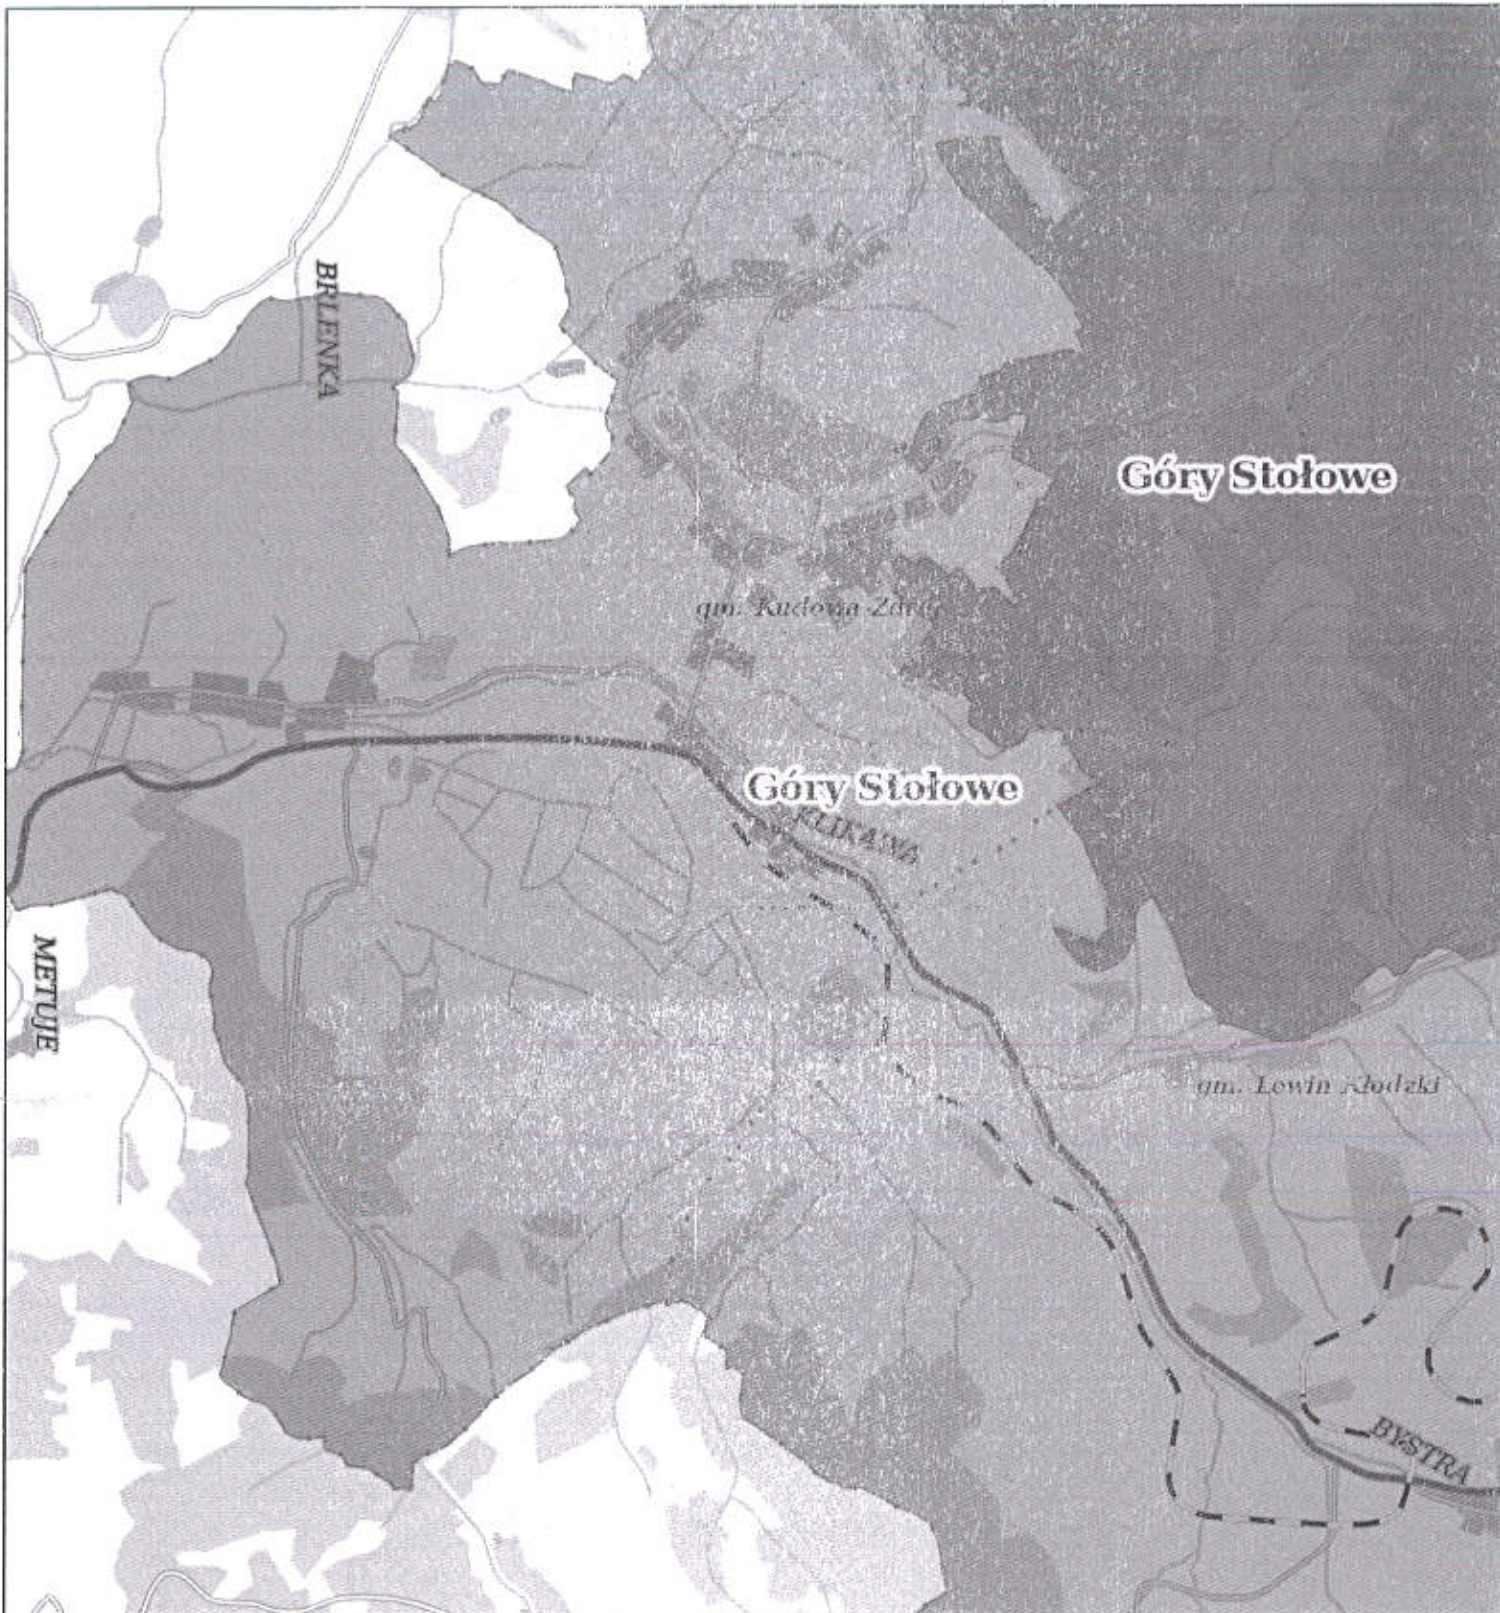 BRLENKA
Góry Stołowe
gm. Kudowa-Zdrój
Góry Stołowe
KLIKAWA
METUJE
gm. Lewin Kłodzki
BYSTRA